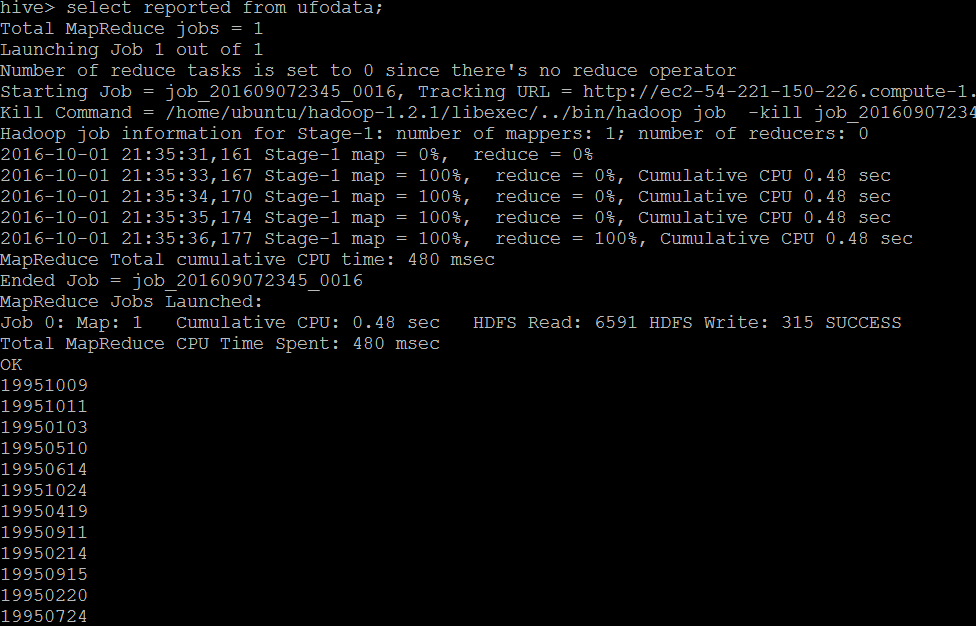 hive> select reported from ufodata;
Total MapReduce jobs = 1
Launching Job 1 out of 1
Number of reduce tasks is set to 0 since there's no reduce operator
Starting Job = job_201609072345_0016, Tracking URL = http://ec2-54-221-150-226.compute-1.
Kill Command = /home/ubuntu/hadoop-1.2.1/libexec/../bin/hadoop job  -kill job_20160907234
Hadoop job information for Stage-1: number of mappers: 1; number of reducers: 0
2016-10-01 21:35:31,161 Stage-1 map = 0%,  reduce = 0%
2016-10-01 21:35:33,167 Stage-1 map = 100%,  reduce = 0%, Cumulative CPU 0.48 sec
2016-10-01 21:35:34,170 Stage-1 map = 100%,  reduce = 0%, Cumulative CPU 0.48 sec
2016-10-01 21:35:35,174 Stage-1 map = 100%,  reduce = 0%, Cumulative CPU 0.48 sec
2016-10-01 21:35:36,177 Stage-1 map = 100%,  reduce = 100%, Cumulative CPU 0.48 sec
MapReduce Total cumulative CPU time: 480 msec
Ended Job = job_201609072345_0016
MapReduce Jobs Launched:
Job 0: Map: 1   Cumulative CPU: 0.48 sec   HDFS Read: 6591 HDFS Write: 315 SUCCESS
Total MapReduce CPU Time Spent: 480 msec
OK
19951009
19951011
19950103
19950510
19950614
19951024
19950419
19950911
19950214
19950915
19950220
19950724